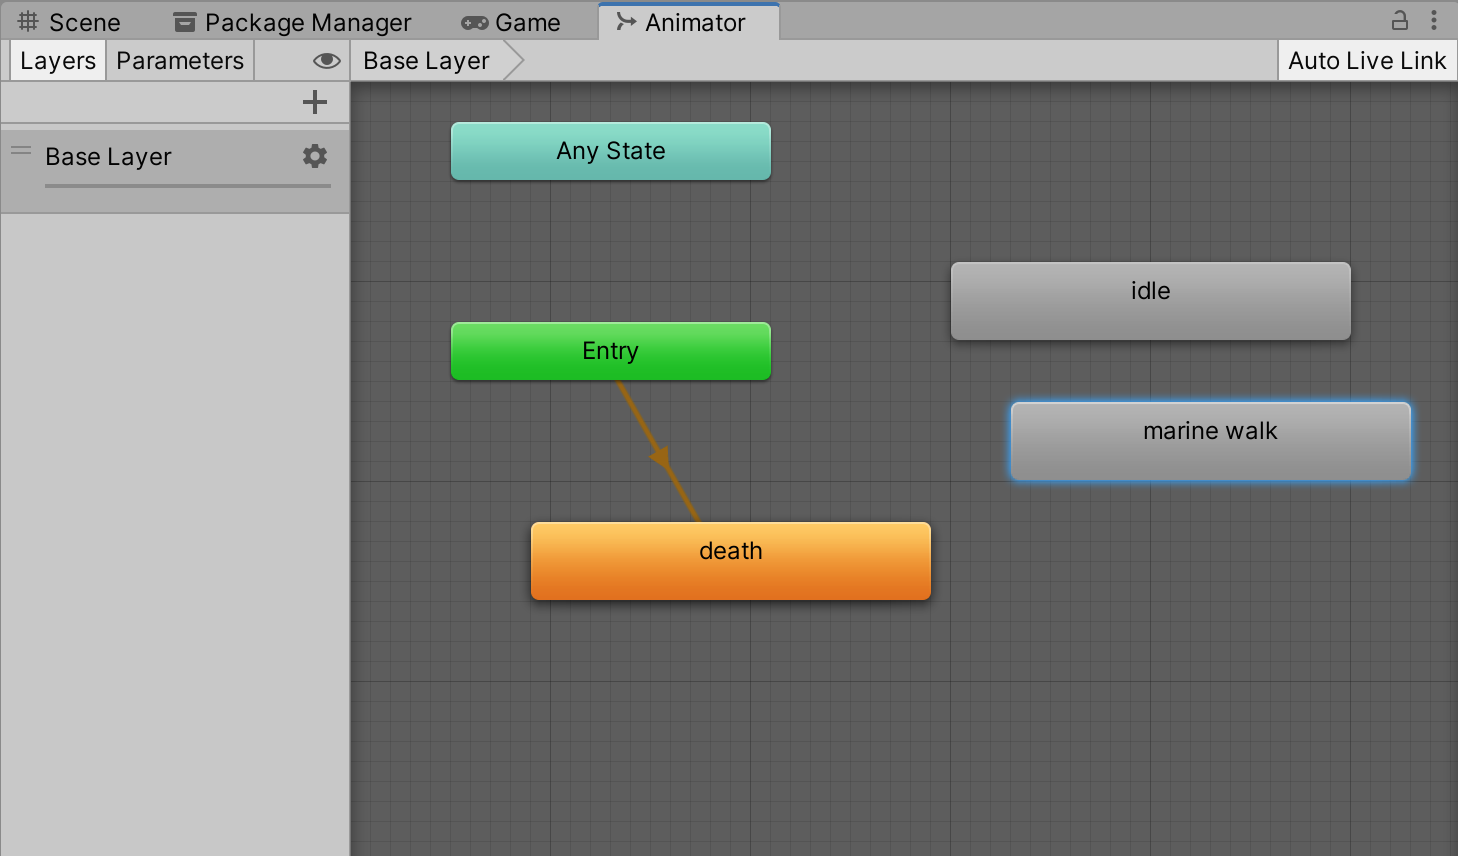 Scene
Package Manager
Game
Animator
Layers
Parameters
Base Layer
Auto Live Link
Base Layer
Any State
idle
Entry
marine walk
death